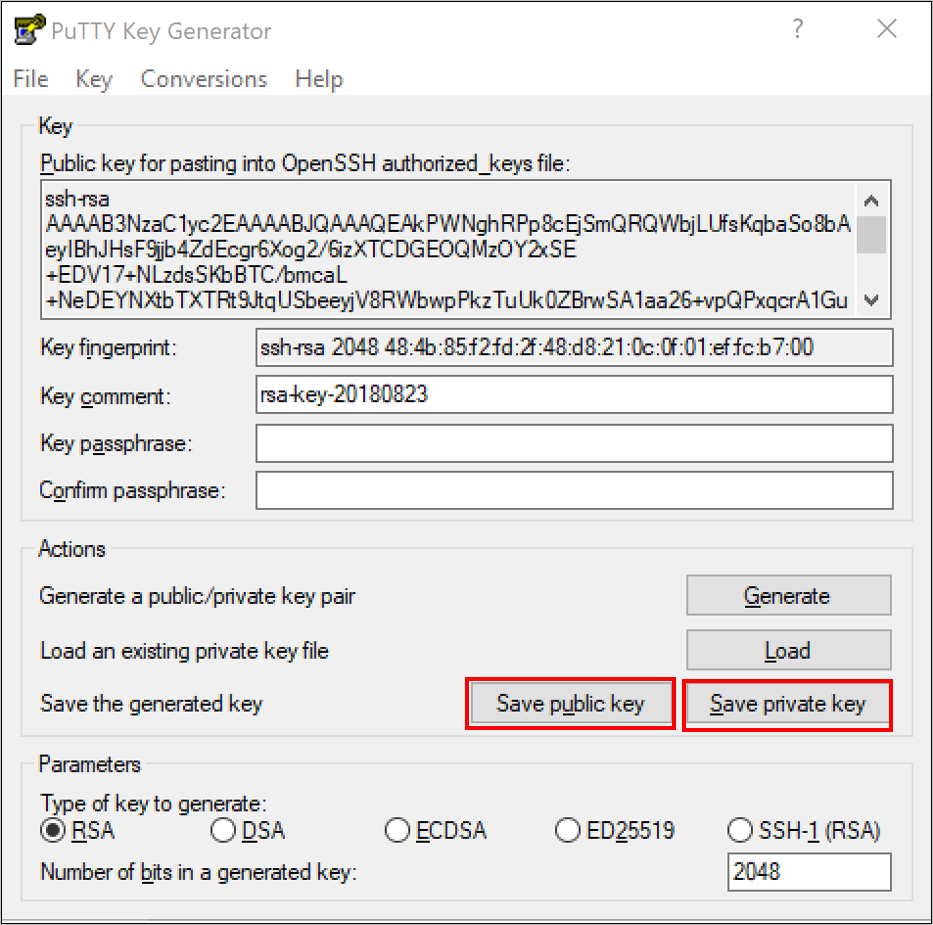 PuTTY Key Generator
?
File Key Conversions Help
Key
Public key for pasting into OpenSSH authorized_keys file:
ssh-rsa
AAAAB3NzaC1yc2EAAAABJQAAAQEAkPWNghRPp8cEjSmQRQWbjLUfsKqbaSo8bA
eyIBhJHsF9jjb4ZdEcgr6Xog2/6izXTCDGEOQMzOY2xSE
+EDV17+NLzdsSKbBTC/bmcaL
+NeDEYNXtbTXTRt9JtqUSbeeyjV8RWbwpPkzTuUk0ZBrwSA1aa26+vpQPxqcrA1Gu
Key fingerprint: ssh-rsa 2048 48:4b:85:f2:fd:2f:48:d8:21:0c:0f:01:ef:fc:b7:00
Key comment: rsa-key-20180823
Key passphrase:
Confirm passphrase:
Actions
Generate a public/private key pair Generate
Load an existing private key file Load
Save the generated key Save public key Save private key
Parameters
Type of key to generate:
RSA DSA ECDSA ED25519 SSH-1 (RSA)
Number of bits in a generated key: 2048